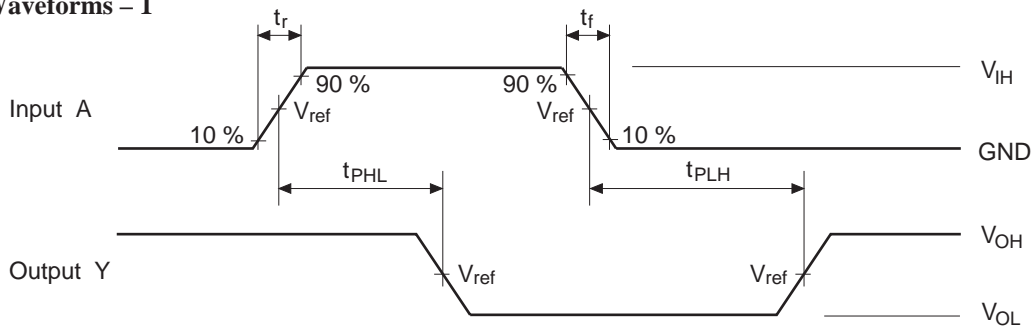 Waveforms – 1
tr
tf
90 %
90 %
VIH
Input A
Vref
Vref
10 %
10 %
GND
tPHL
tPLH
VOH
Output Y
Vref
Vref
VOL